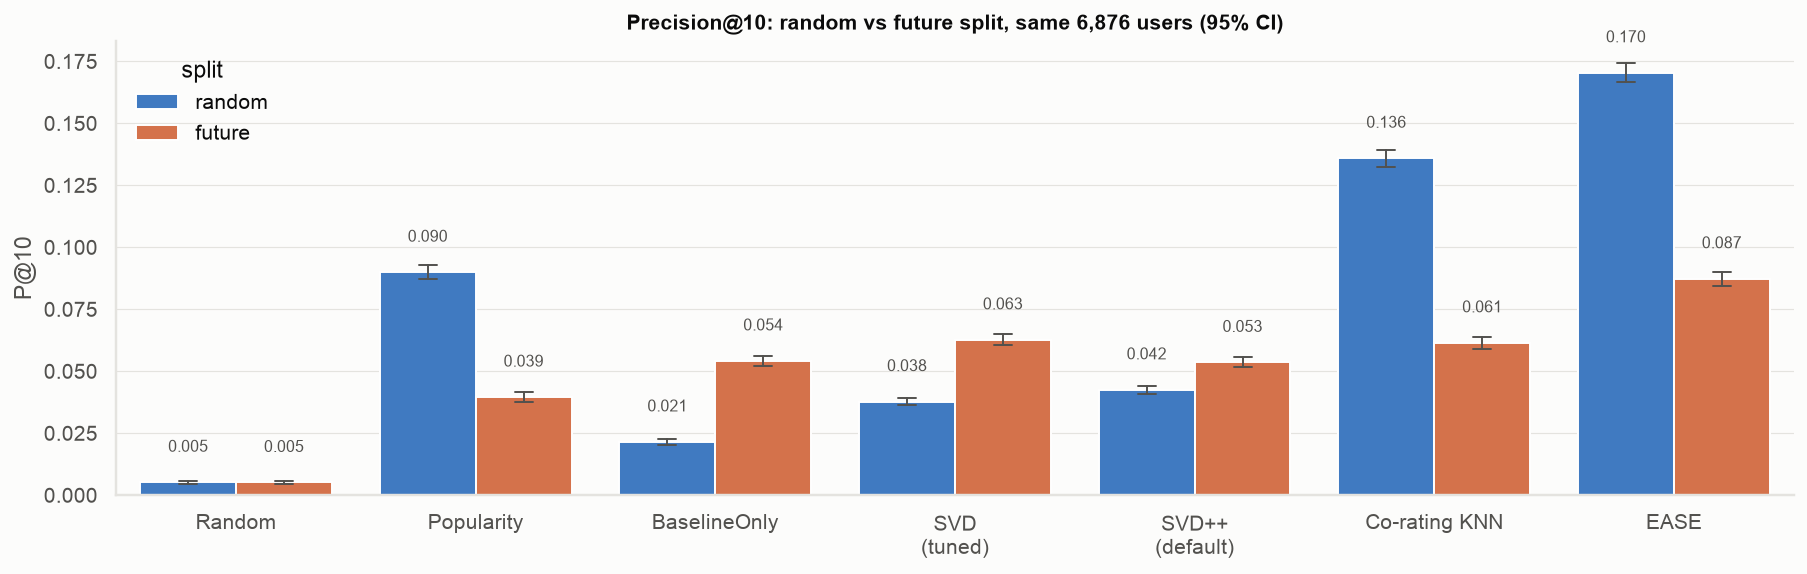 Precision@10: random vs future split, same 6,876 users (95% CI)
P@10
0.175
0.150
0.125
0.100
0.075
0.050
0.025
0.000
split
random
future
0.005
0.005
0.090
0.039
0.021
0.054
0.038
0.063
0.042
0.053
0.136
0.061
0.170
0.087
Random
Popularity
BaselineOnly
SVD
(tuned)
SVD++
(default)
Co-rating KNN
EASE